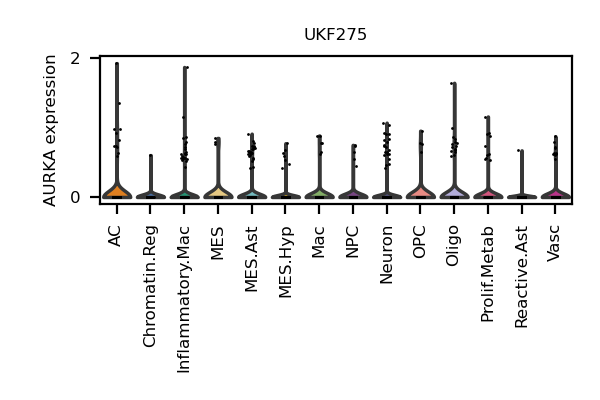 UKF275
AURKA expression
2
0
AC
Chromatin.Reg
Inflammatory.Mac
MES
MES.Ast
MES.Hyp
Mac
NPC
Neuron
OPC
Oligo
Prolif.Metab
Reactive.Ast
Vasc